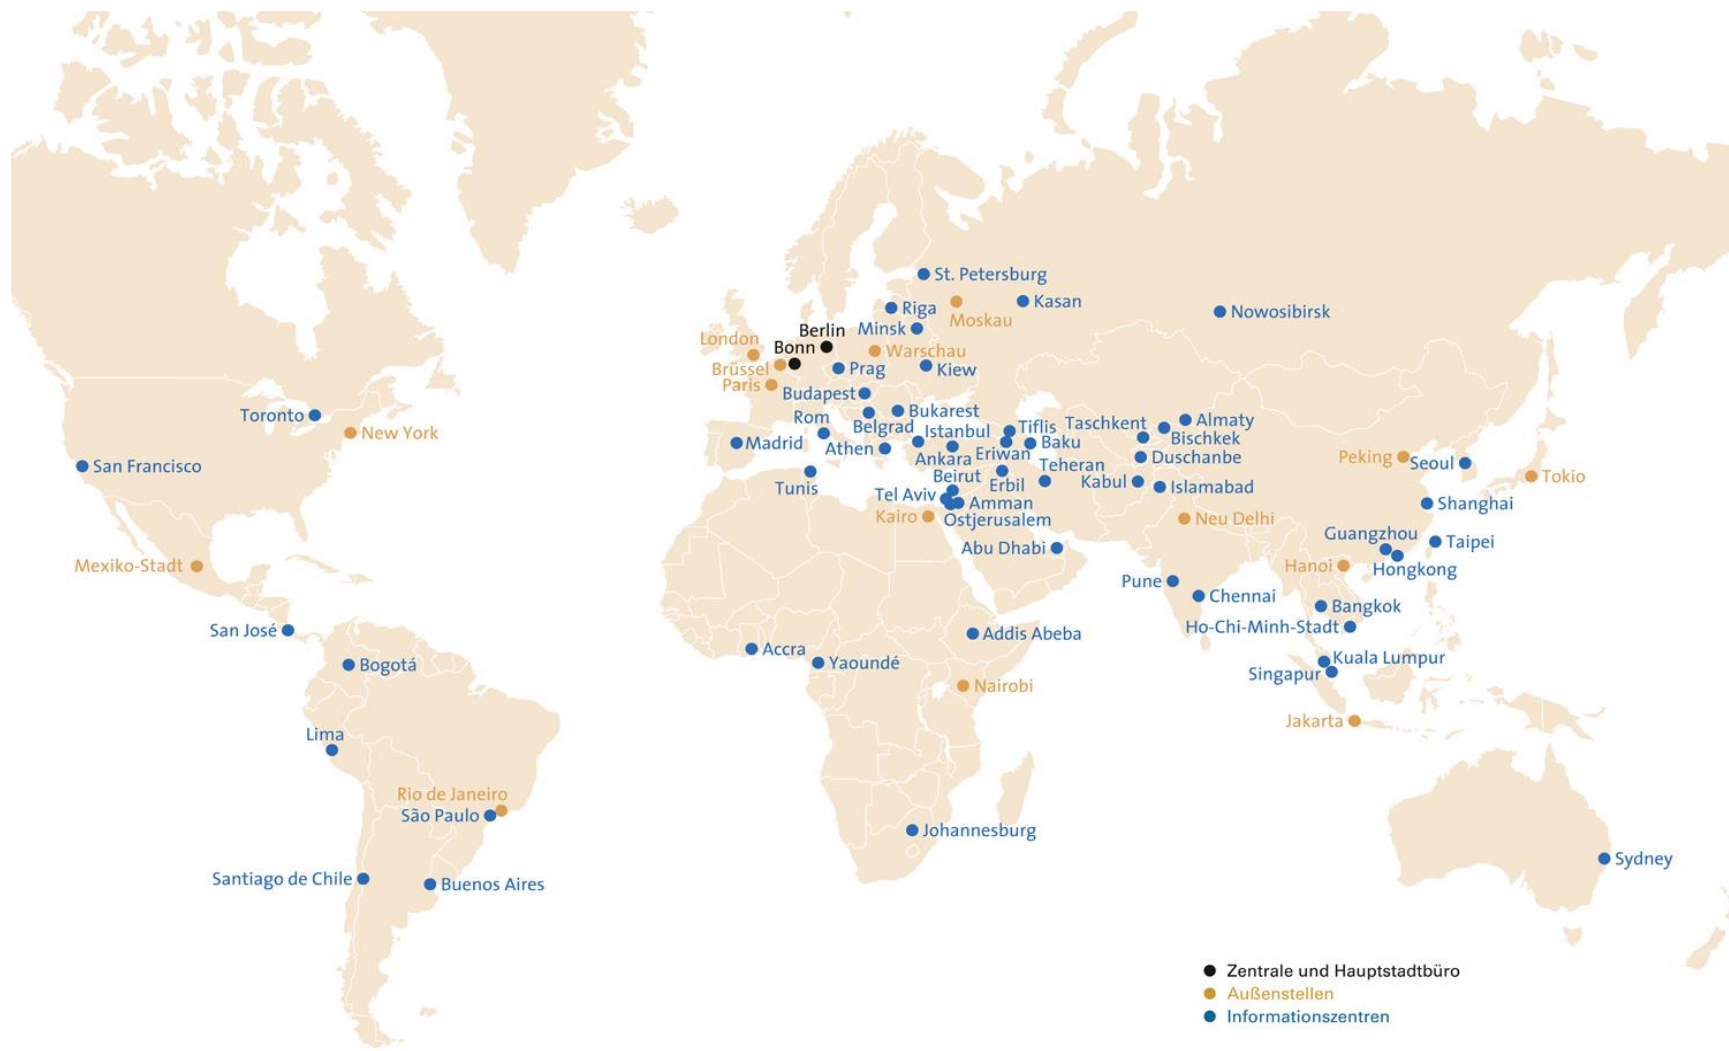 St. Petersburg
Riga
Kasan
Moskau
Nowosibirsk
Minsk
Berlin
London
Bonn
Warschau
Brüssel
Prag
Kiew
Paris
Budapest
Toronto
New York
Rom
Bukarest
Belgrad
Istanbul
Tiflis
Taschkent
Almaty
Bischkek
Madrid
Athen
Ankara
Eriwan
Baku
Duschanbe
Peking
Seoul
San Francisco
Tunis
Beirut
Erbil
Teheran
Kabul
Islamabad
Tokio
Tel Aviv
Amman
Shanghai
Kairo
Ostjerusalem
Neu Delhi
Guangzhou
Taipei
Abu Dhabi
Hongkong
Mexiko-Stadt
Hanoi
Pune
Chennai
Bangkok
San José
Addis Abeba
Ho-Chi-Minh-Stadt
Accra
Yaoundé
Kuala Lumpur
Bogotá
Singapur
Nairobi
Jakarta
Lima
Rio de Janeiro
São Paulo
Johannesburg
Sydney
Santiago de Chile
Buenos Aires
Zentrale und Hauptstadtbüro
Außenstellen
Informationszentren